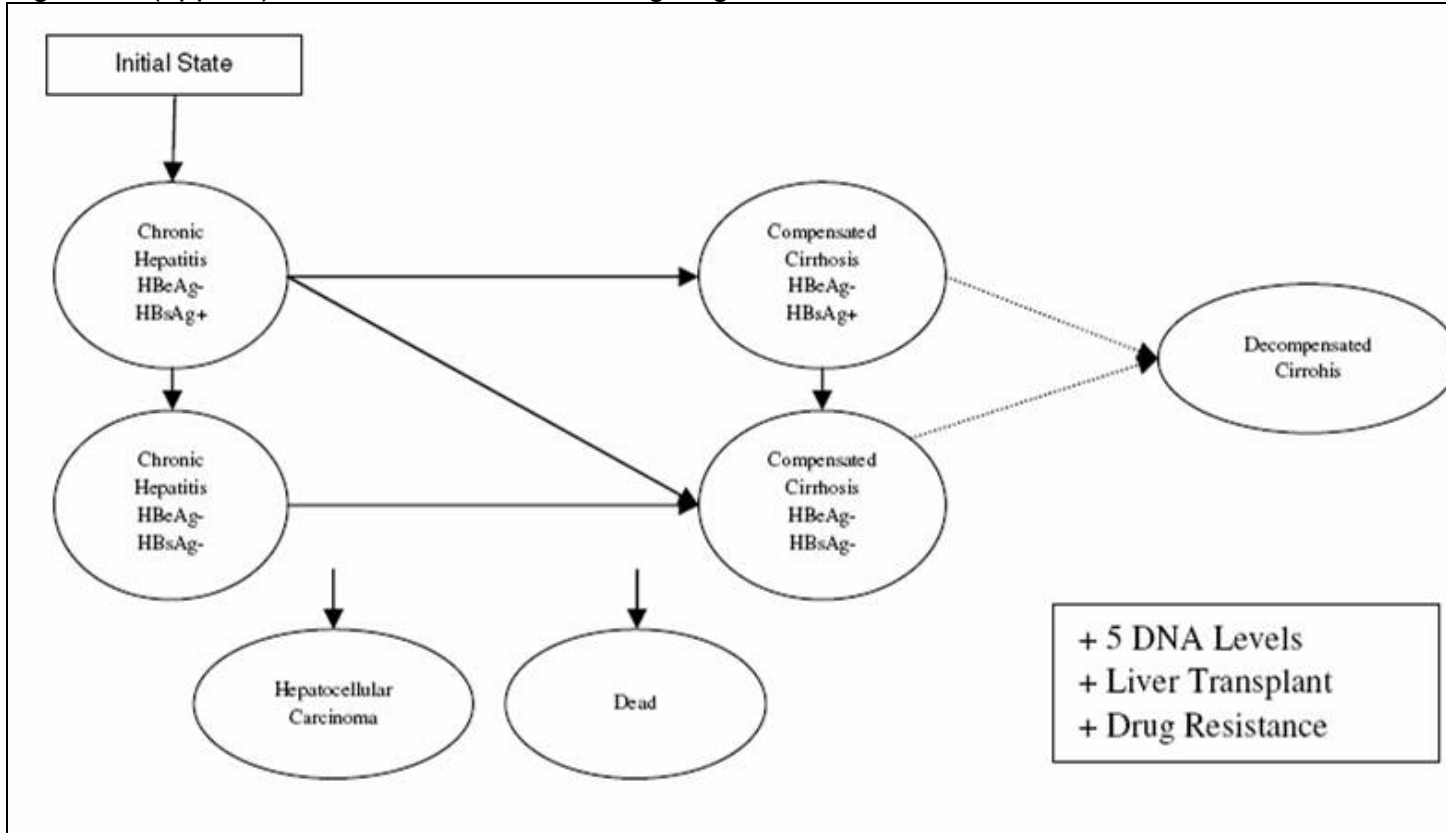 Initial State
Chronic
Hepatitis
HBeAg-
HBsAg+
Compensated
Cirrhosis
HBeAg-
HBsAg+
Decompensated
Cirrohis
Chronic
Hepatitis
HBeAg-
HBsAg-
Compensated
Cirrhosis
HBeAg-
HBsAg-
Hepatocellular
Carcinoma
Dead
+ 5 DNA Levels
+ Liver Transplant
+ Drug Resistance